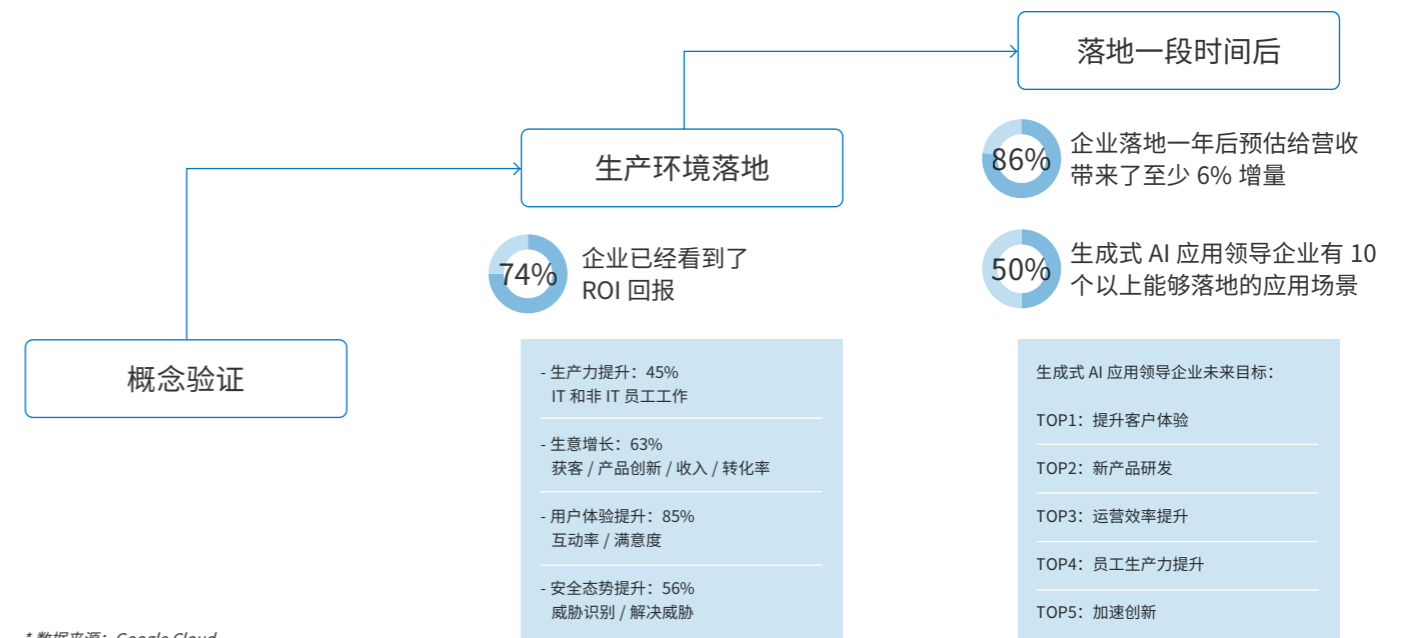 落地一段时间后
生产环境落地
86%
企业落地一年后预估给营收
带来了至少 6% 增量
74%
企业已经看到了
ROI 回报
50%
生成式 AI 应用领导企业有 10
个以上能够落地的应用场景
概念验证
- 生产力提升：45%
IT 和非 IT 员工工作
- 生意增长：63%
获客 / 产品创新 / 收入 / 转化率
- 用户体验提升：85%
互动率 / 满意度
- 安全态势提升：56%
威胁识别 / 解决威胁
生成式 AI 应用领导企业未来目标：
TOP1：提升客户体验
TOP2：新产品研发
TOP3：运营效率提升
TOP4：员工生产力提升
TOP5：加速创新
* 数据来源：Google Cloud